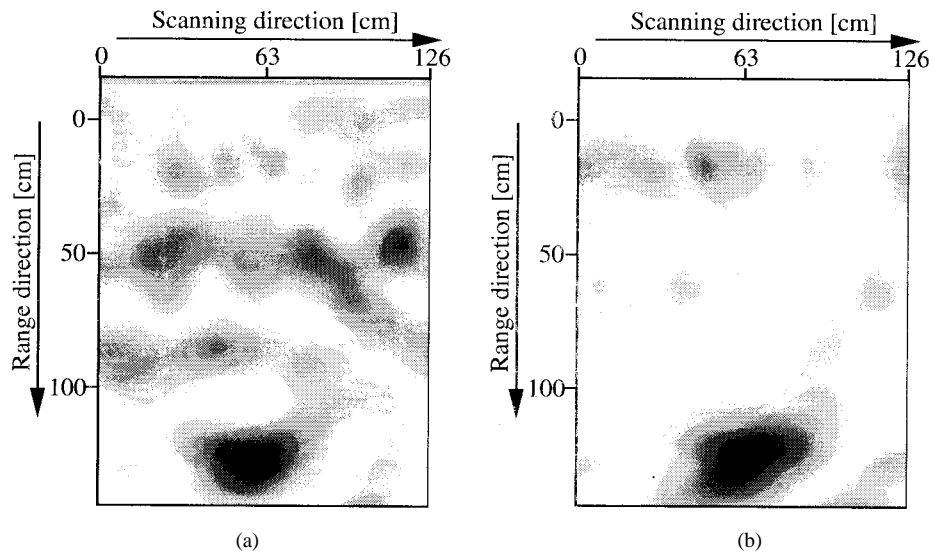 Scanning direction [cm]
0 63 126
Range direction [cm]
0
50
100
(a)
Scanning direction [cm]
0 63 126
Range direction [cm]
0
50
100
(b)